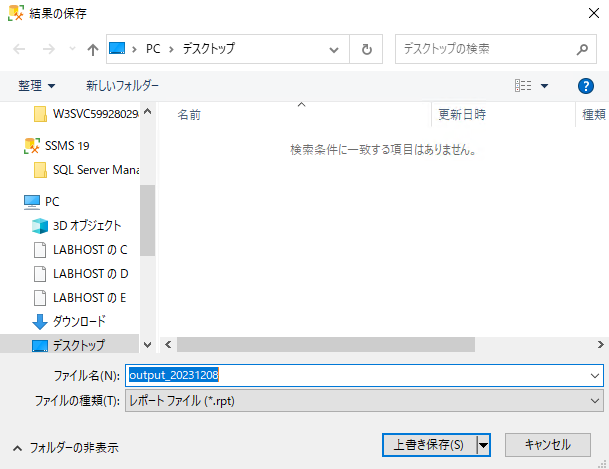 結果の保存
PC > デスクトップ
デスクトップの検索
整理 新しいフォルダー
W3SVC59928029
SSMS 19
SQL Server Mana
PC
3D オブジェクト
LABHOST の C
LABHOST の D
LABHOST の E
ダウンロード
デスクトップ
名前 更新日時 種類
検索条件に一致する項目はありません。
ファイル名(N): output_20231208
ファイルの種類(T): レポート ファイル (*.rpt)
フォルダーの非表示
上書き保存(S) キャンセル